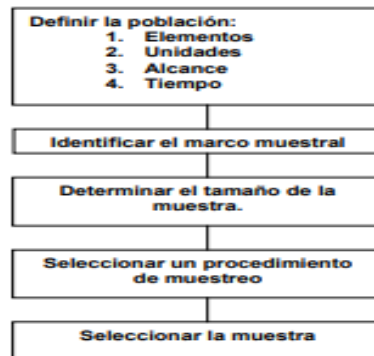 Definir la población:
1. Elementos
2. Unidades
3. Alcance
4. Tiempo
Identificar el marco muestral
Determinar el tamaño de la
muestra.
Seleccionar un procedimiento
de muestreo
Seleccionar la muestra